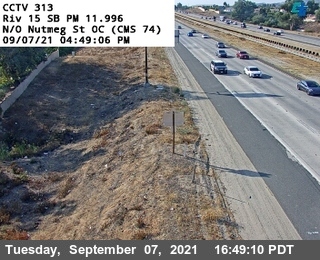 CCTV 313
Riv 15 SB PM 11.996
N/O Nutmeg St OC (CMS 74)
09/07/21 04:49:06 PM
Tuesday, September 07, 2021 16:49:10 PDT